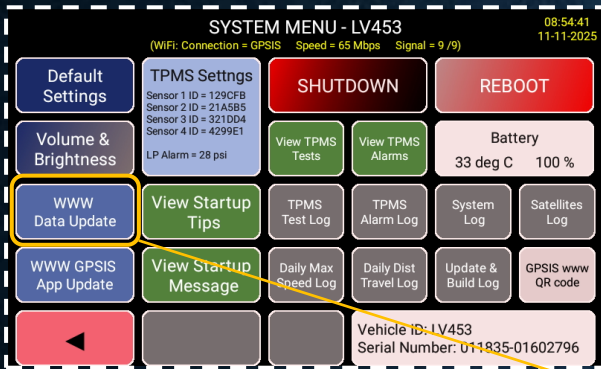 SYSTEM MENU - LV453
(WiFi: Connection = GPSIS Speed = 65 Mbps Signal = 9 /9)
08:54:41
11-11-2025
Default
Settings
TPMS Settngs
Sensor 1 ID = 129CFB
Sensor 2 ID = 21A5B5
Sensor 3 ID = 321DD4
Sensor 4 ID = 4299E1
LP Alarm = 28 psi
SHUTDOWN
REBOOT
Volume &
Brightness
View TPMS
Tests
View TPMS
Alarms
Battery
33 deg C 100 %
WWW
Data Update
View Startup
Tips
TPMS
Test Log
TPMS
Alarm Log
System
Log
Satellites
Log
WWW GPSIS
App Update
View Startup
Message
Daily Max
Speed Log
Daily Dist
Travel Log
Update &
Build Log
GPSIS www
QR code
Vehicle ID: LV453
Serial Number: 011835-01602796